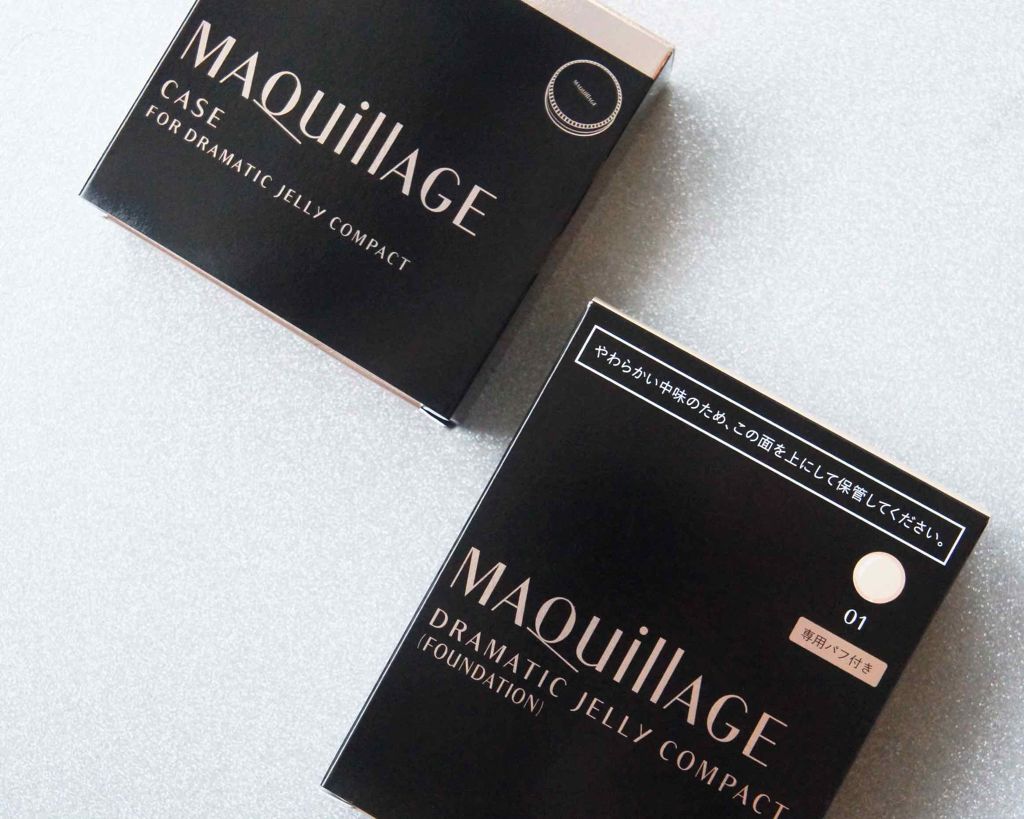 MAQuillAGE
CASE
FOR DRAMATIC JELLY COMPACT
MAQuillAGE
やわらかい中味のため、この面を上にして保管してください。
01
専用パフ付き
MAQuillAGE
DRAMATIC JELLY COMPACT
(FOUNDATION)